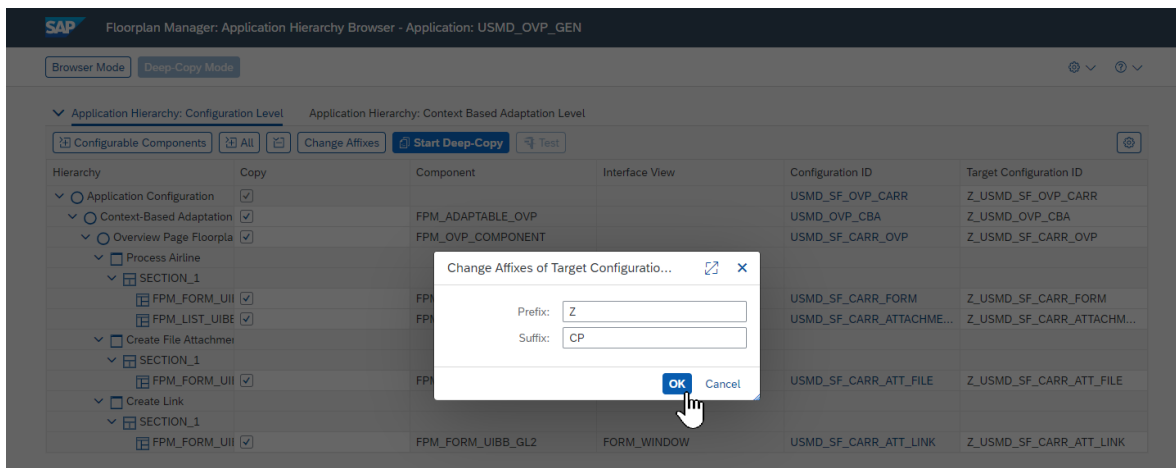 SAP Floorplan Manager: Application Hierarchy Browser - Application: USMD_OVP_GEN
Browser Mode Deep-Copy Mode
Application Hierarchy: Configuration Level Application Hierarchy: Context Based Adaptation Level
Configurable Components All Change Affixes Start Deep-Copy Test
Hierarchy Copy Component Interface View Configuration ID Target Configuration ID
Application Configuration USMD_SF_OVP_CARR Z_USMD_SF_OVP_CARR
Context-Based Adaptation FPM_ADAPTABLE_OVP USMD_OVP_CBA Z_USMD_OVP_CBA
Overview Page Floorpla FPM_OVP_COMPONENT USMD_SF_CARR_OVP Z_USMD_SF_CARR_OVP
Process Airline
SECTION_1
FPM_FORM_UII FPM USMD_SF_CARR_FORM Z_USMD_SF_CARR_FORM
FPM_LIST_UIBE FPM USMD_SF_CARR_ATTACHME... Z_USMD_SF_CARR_ATTACHM...
Create File Attachmer
SECTION_1
FPM_FORM_UII FPM USMD_SF_CARR_ATT_FILE Z_USMD_SF_CARR_ATT_FILE
Create Link
SECTION_1
FPM_FORM_UII FPM_FORM_UIBB_GL2 FORM_WINDOW USMD_SF_CARR_ATT_LINK Z_USMD_SF_CARR_ATT_LINK
Change Affixes of Target Configuratio...
Prefix: Z
Suffix: CP
OK Cancel